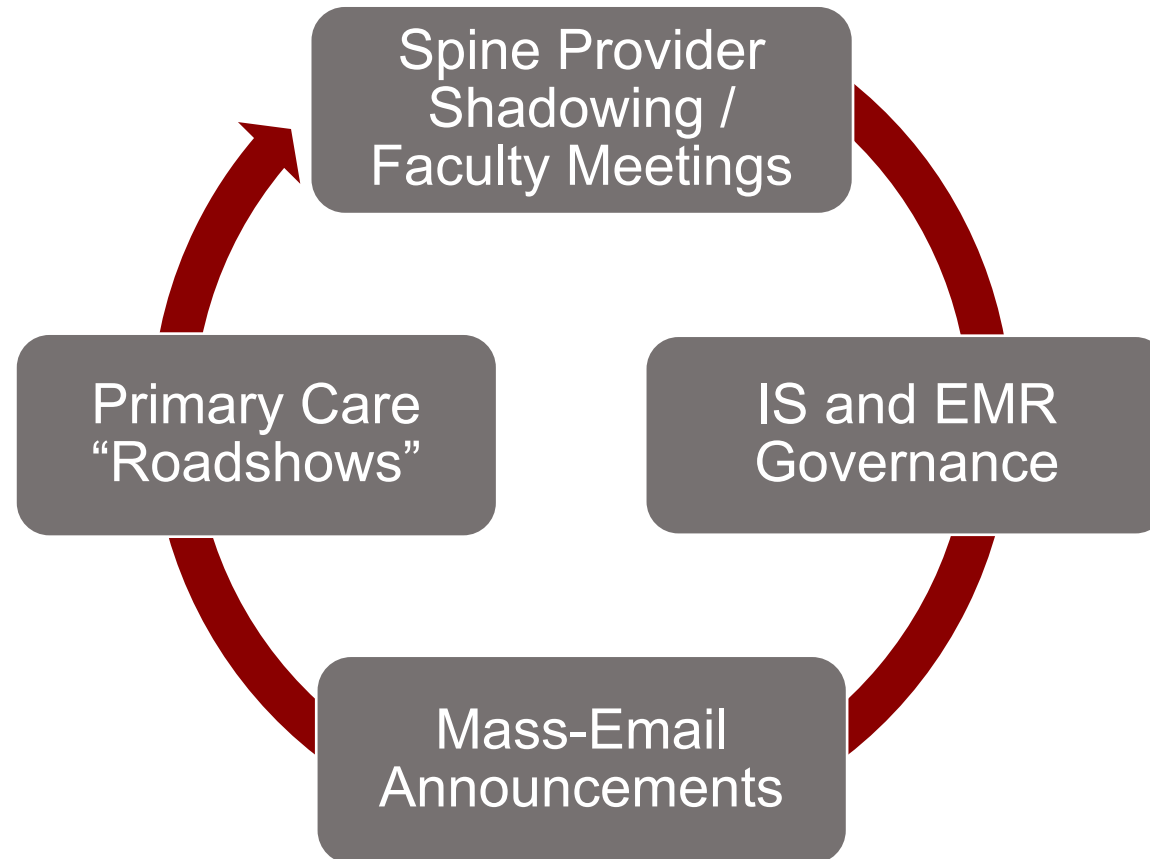 Spine Provider
Shadowing /
Faculty Meetings
Primary Care
“Roadshows”
IS and EMR
Governance
Mass-Email
Announcements